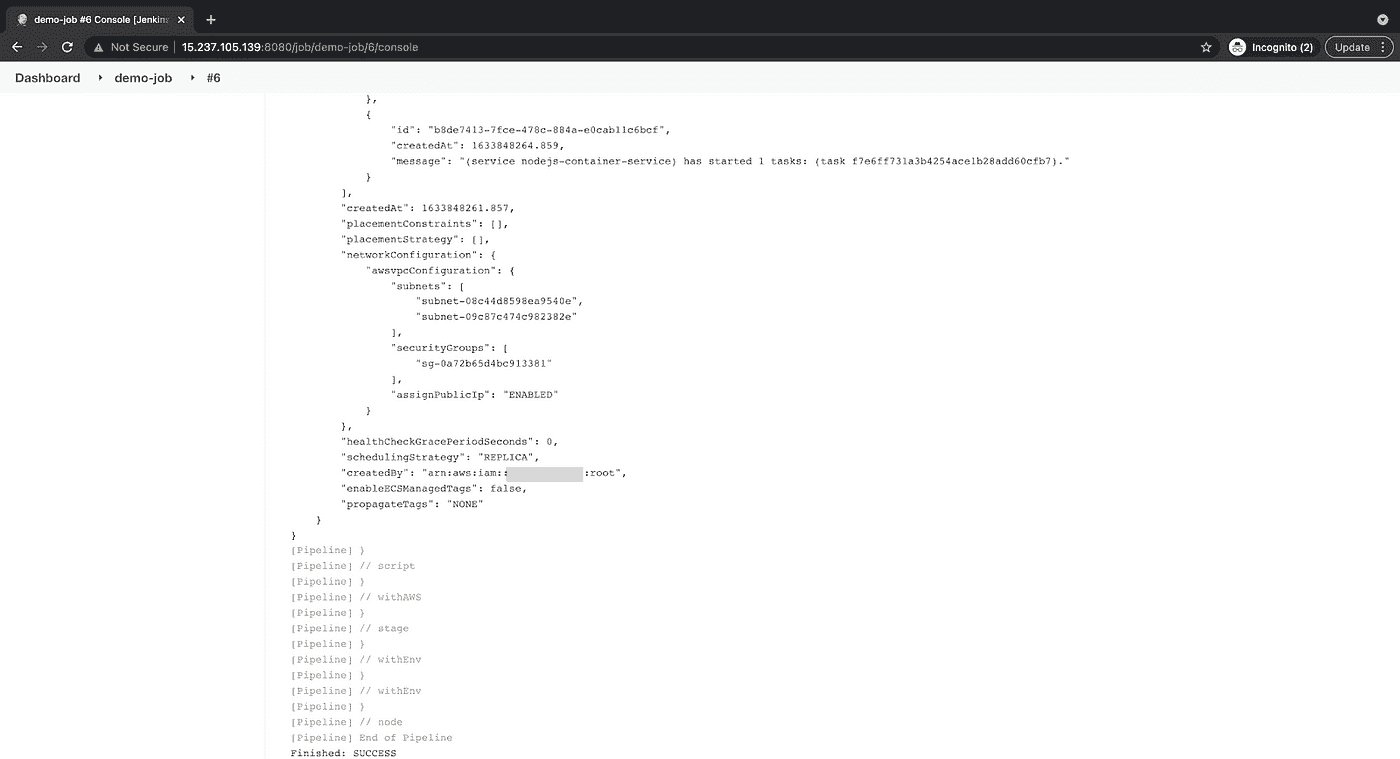 demo-job #6 Console [Jenkins
Not Secure
15.237.105.139:8080/job/demo-job/6/console
Incognito (2)
Update
Dashboard
demo-job
#6
},
{
"id": "b8de7413-7fce-478c-884a-e0cab11c6bcf",
"createdAt": 1633848264.859,
"message": "(service nodejs-container-service) has started 1 tasks: (task f7e6ff731a3b4254ace1b28add60cfb7)."
}
],
"createdAt": 1633848261.857,
"placementConstraints": [],
"placementStrategy": [],
"networkConfiguration": {
"awsvpcConfiguration": {
"subnets": [
"subnet-08c44d8598ea9540e",
"subnet-09c87c474c982382e"
],
"securityGroups": [
"sg-0a72b65d4bc913381"
],
"assignPublicIp": "ENABLED"
}
},
"healthCheckGracePeriodSeconds": 0,
"schedulingStrategy": "REPLICA",
"createdBy": "arn:aws:iam:: :root",
"enableECSManagedTags": false,
"propagateTags": "NONE"
}
}
[Pipeline] }
[Pipeline] // script
[Pipeline] }
[Pipeline] // withAWS
[Pipeline] }
[Pipeline] // stage
[Pipeline] }
[Pipeline] // withEnv
[Pipeline] }
[Pipeline] // withEnv
[Pipeline] }
[Pipeline] // node
[Pipeline] End of Pipeline
Finished: SUCCESS